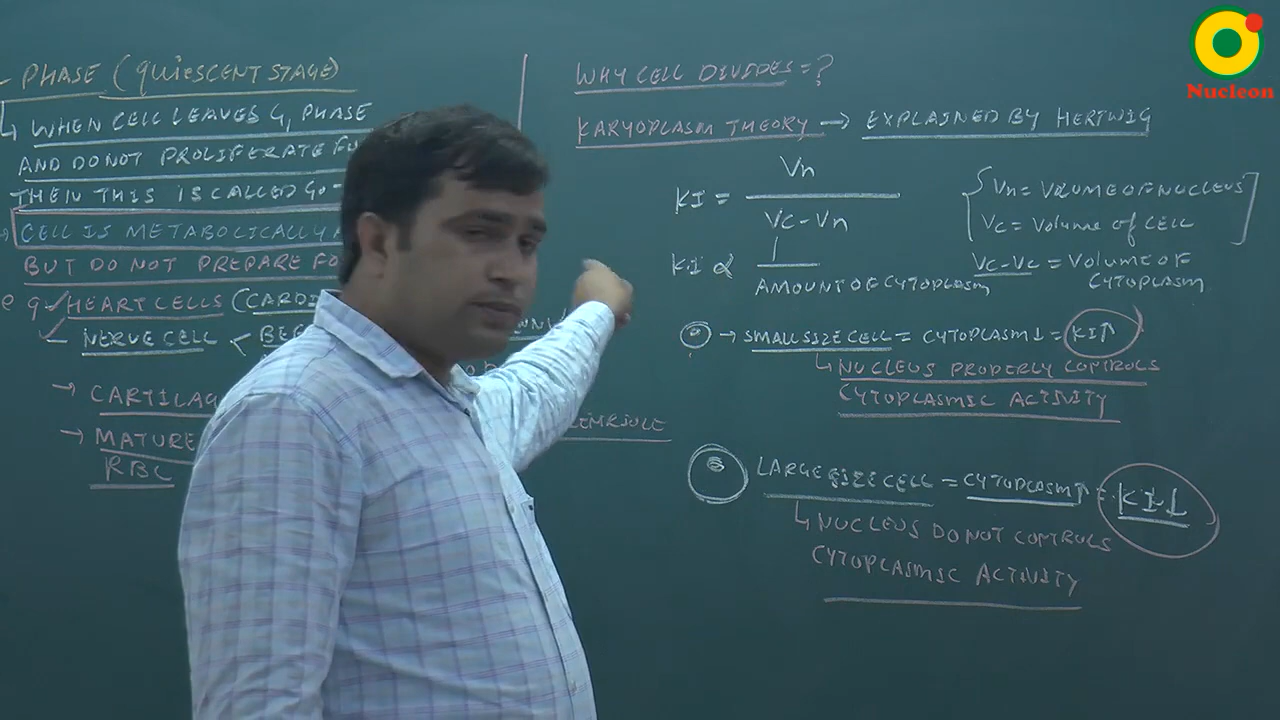 - PHASE (QUIESCENT STAGE)
↳ WHEN CELL LEAVES G1 PHASE
AND DO NOT PROLIFERATE
THEN THIS IS CALLED G0-
CELL IS METABOLICALLY
BUT DO NOT PREPARE
e g- HEART CELLS (CARDI
NERVE CELL <
→ CARTILAG
→ MATURE
RBC
WHY CELL DIVIDES=?
KARYOPLASM THEORY → EXPLAINED BY HERTWIG
KI = Vn / Vc-Vn
Vn = VOLUME OF NUCLEUS
Vc = Volume of CELL
Vc-Vc = Volume OF
CYTOPLASM
K.I ∝ 1 / AMOUNT OF CYTOPLASM
→ SMALL SIZE CELL = CYTOPLASM↓ = KI↑
↳ NUCLEUS PROPERLY CONTROLS
CYTOPLASMIC ACTIVITY
LARGE SIZE CELL = CYTOPLASM↑ = KI↓
↳ NUCLEUS DO NOT CONTROLS
CYTOPLASMIC ACTIVITY
Nucleon